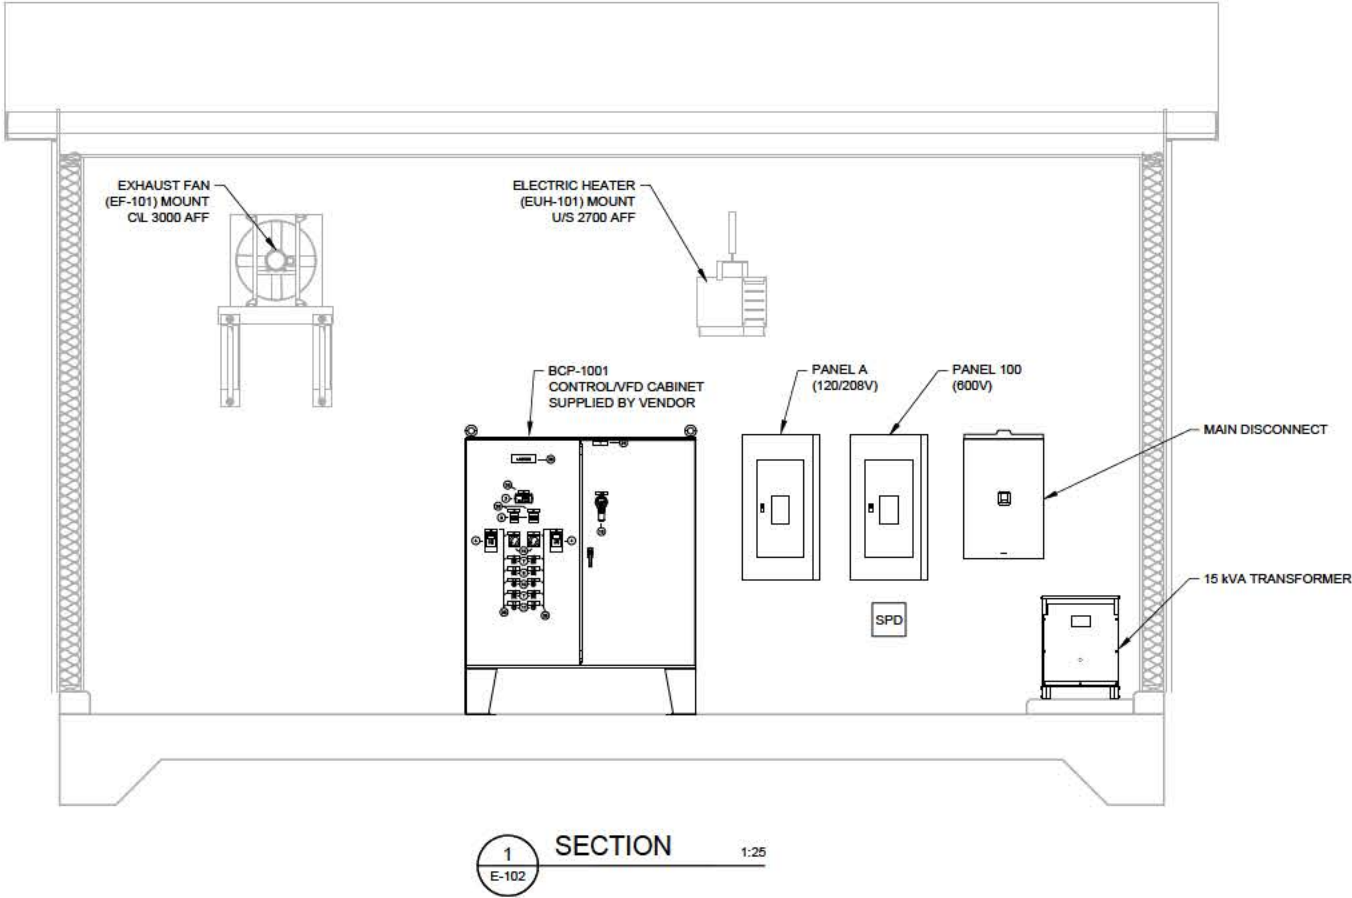 EXHAUST FAN
(EF-101) MOUNT
C\L 3000 AFF
ELECTRIC HEATER
(EUH-101) MOUNT
U/S 2700 AFF
BCP-1001
CONTROL/VFD CABINET
SUPPLIED BY VENDOR
PANEL A
(120/208V)
PANEL 100
(600V)
MAIN DISCONNECT
15 kVA TRANSFORMER
SPD
1
E-102
SECTION
1:25